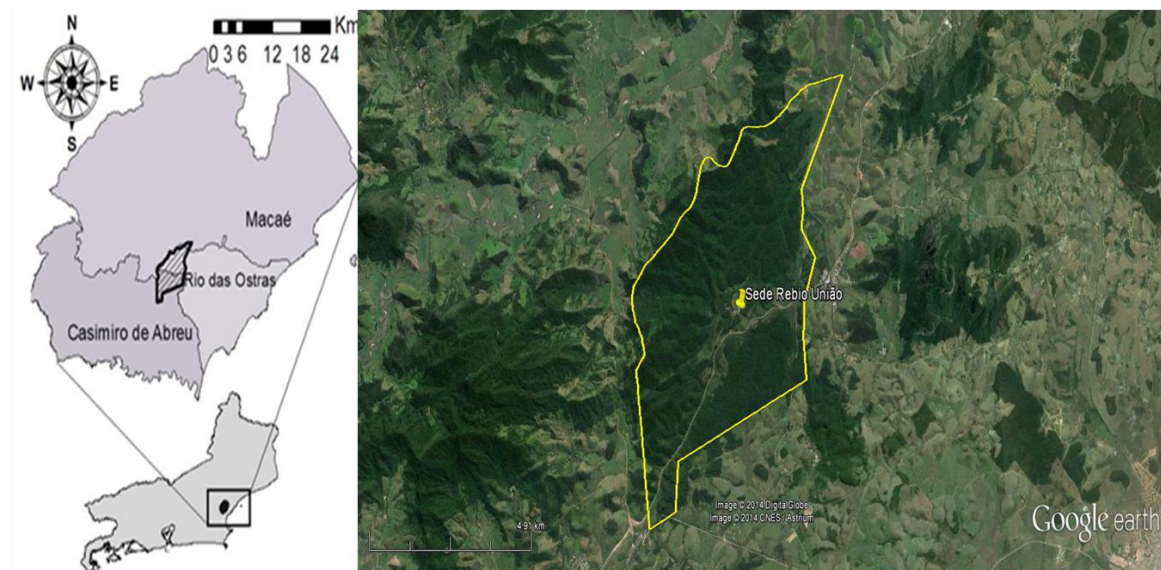 N
W E
S
Km
0 3 6 12 18 24
Macaé
Rio das Ostras
Casimiro de Abreu
Sede Rebio União
Image © 2014 DigitalGlobe
Image © 2014 CNES / Astrium
4.91 km
Google earth